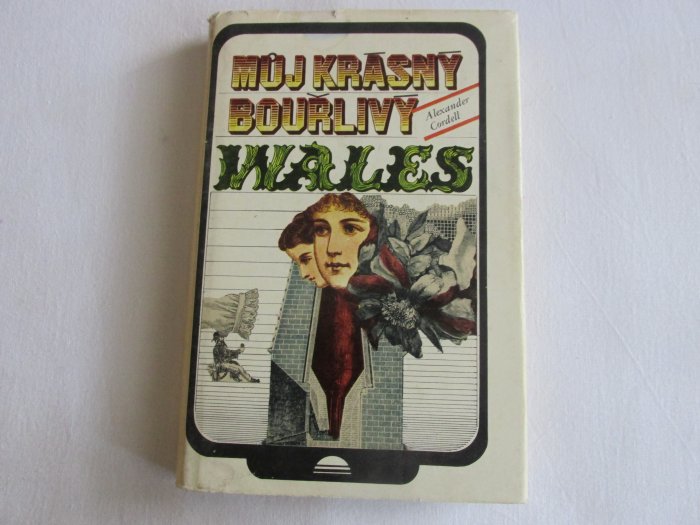 MŮJ KRÁSNÝ
BOUŘLIVÝ
Alexander
Cordell
WALES